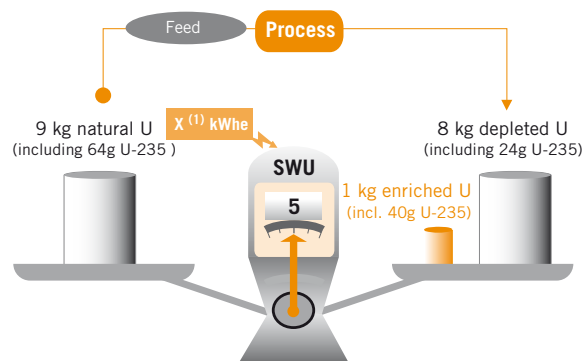 Feed
Process
9 kg natural U
(including 64g U-235 )
X (1) kWhe
8 kg depleted U
(including 24g U-235)
SWU
5
1 kg enriched U
(incl. 40g U-235)